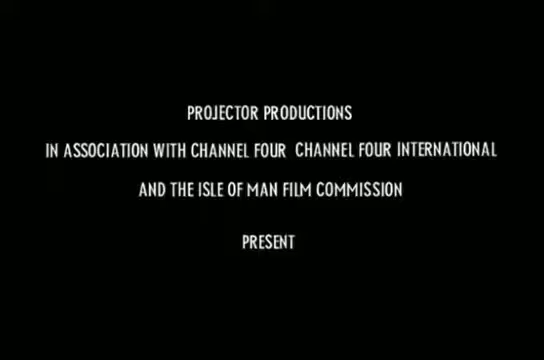 PROJECTOR PRODUCTIONS
IN ASSOCIATION WITH CHANNEL FOUR CHANNEL FOUR INTERNATIONAL
AND THE ISLE OF MAN FILM COMMISSION
PRESENT